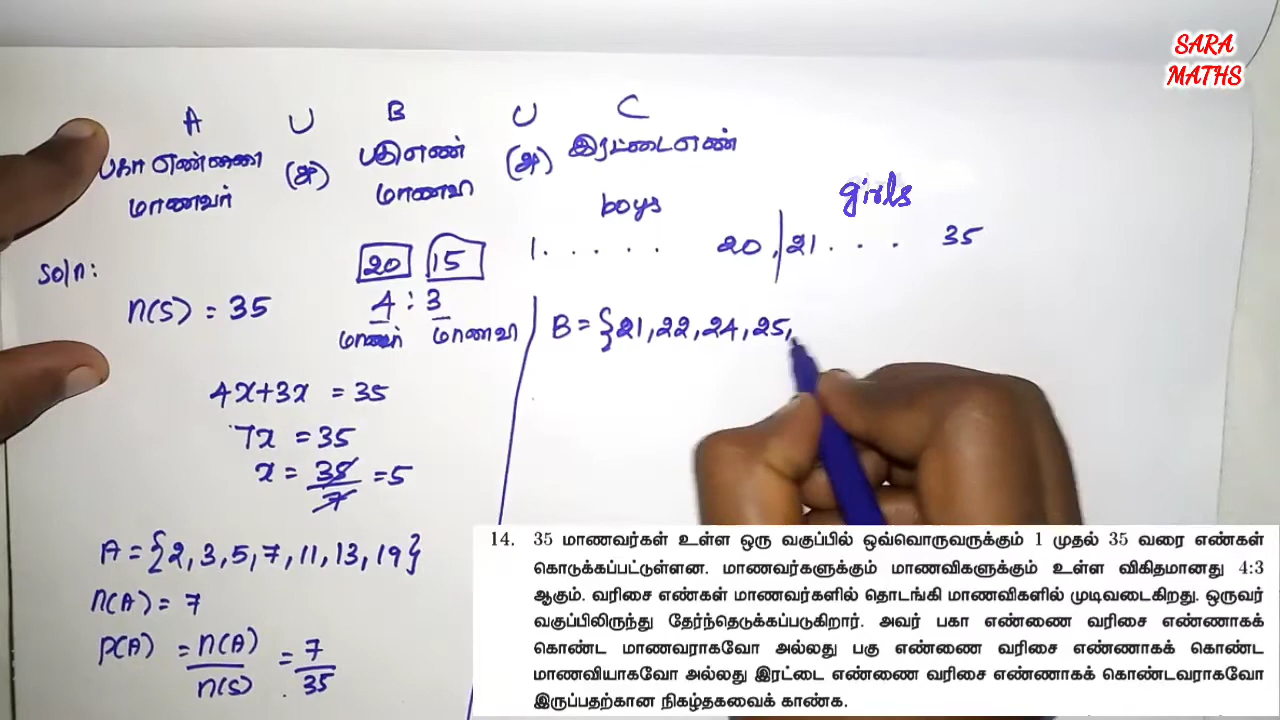 SARA
MATHS
A U B U C
பகா எண்ணை (அ) பகுஎண் (அ) இரட்டைஎண்
மாணவர் மாணவி
boys girls
1..... 20, 21... 35
soln:
20 15
n(S) = 35
4 : 3
மாணவர் மாணவி
B = {21, 22, 24, 25,
4x+3x = 35
7x = 35
x = 35/7 = 5
A = {2, 3, 5, 7, 11, 13, 19}
n(A) = 7
P(A) = n(A)/n(S) = 7/35
14. 35 மாணவர்கள் உள்ள ஒரு வகுப்பில் ஒவ்வொருவருக்கும் 1 முதல் 35 வரை எண்கள்
கொடுக்கப்பட்டுள்ளன. மாணவர்களுக்கும் மாணவிகளுக்கும் உள்ள விகிதமானது 4:3
ஆகும். வரிசை எண்கள் மாணவர்களில் தொடங்கி மாணவிகளில் முடிவடைகிறது. ஒருவர்
வகுப்பிலிருந்து தேர்ந்தெடுக்கப்படுகிறார். அவர் பகா எண்ணை வரிசை எண்ணாகக்
கொண்ட மாணவராகவோ அல்லது பகு எண்ணை வரிசை எண்ணாகக் கொண்ட
மாணவியாகவோ அல்லது இரட்டை எண்ணை வரிசை எண்ணாகக் கொண்டவராகவோ
இருப்பதற்கான நிகழ்தகவைக் காண்க.